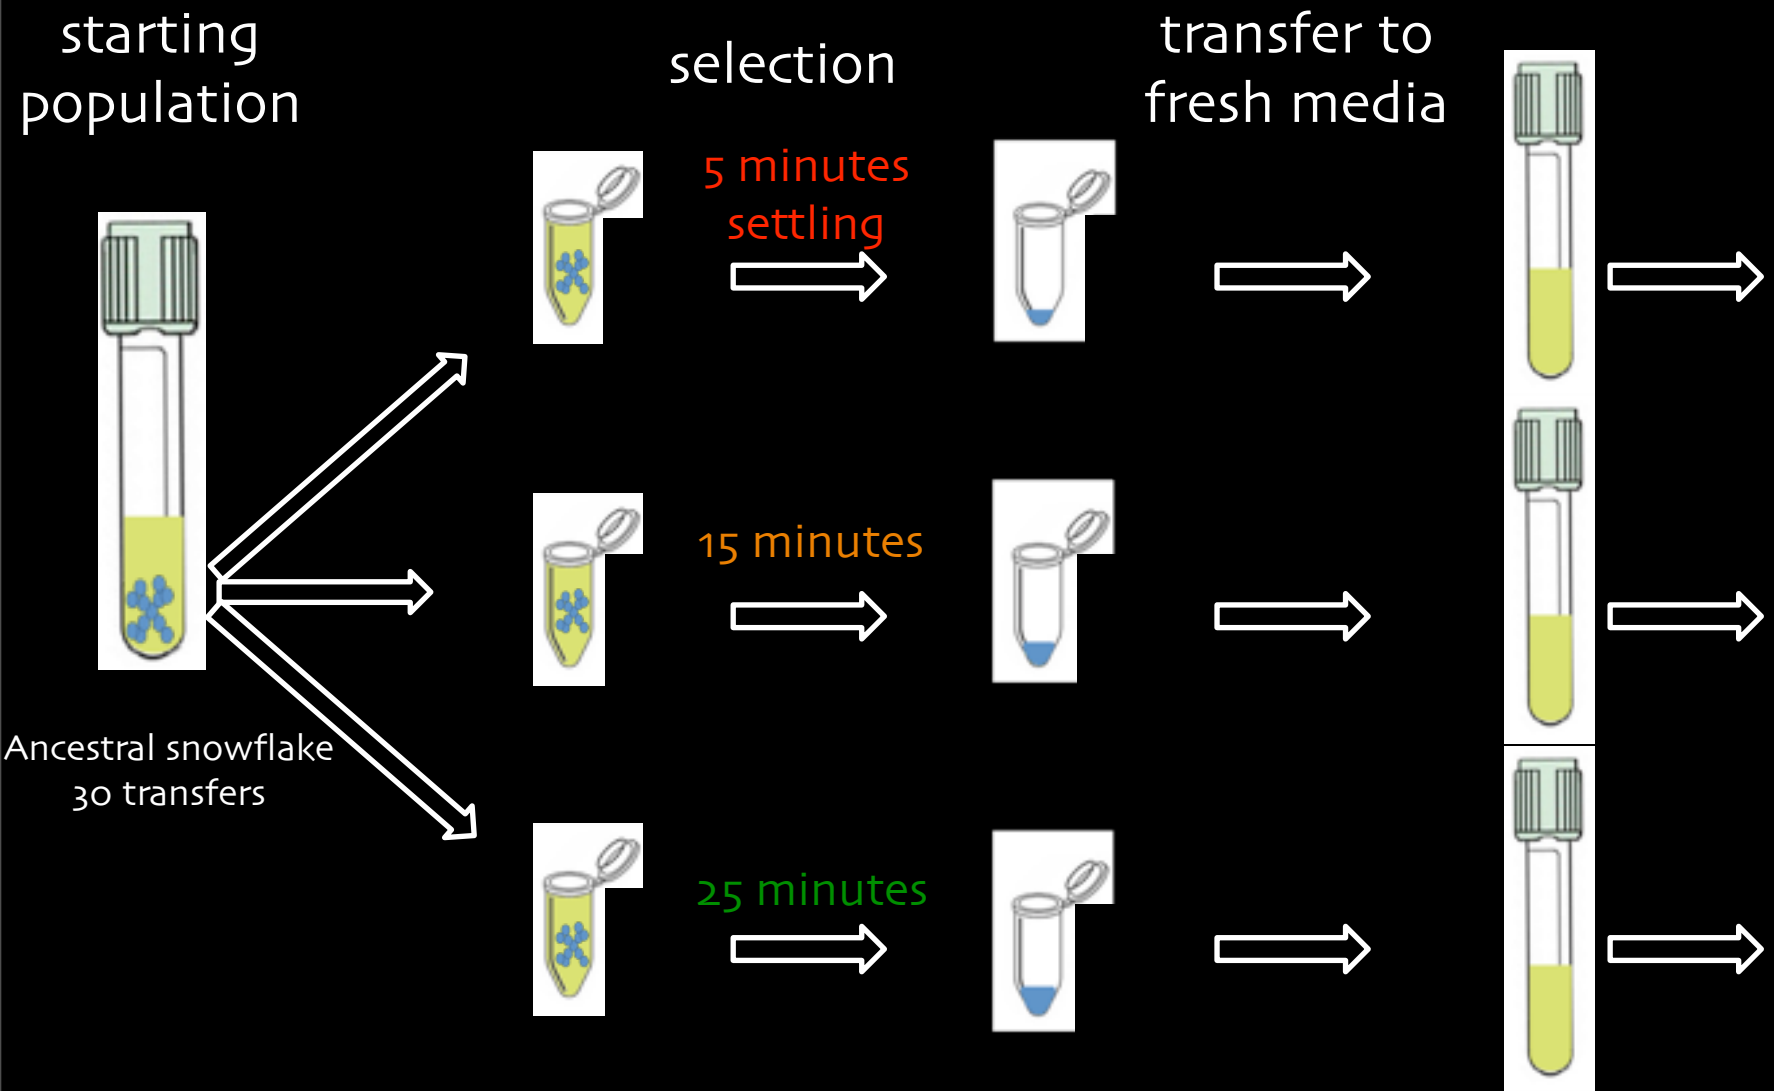 starting
population
selection
transfer to
fresh media
5 minutes
settling
15 minutes
Ancestral snowflake
30 transfers
25 minutes